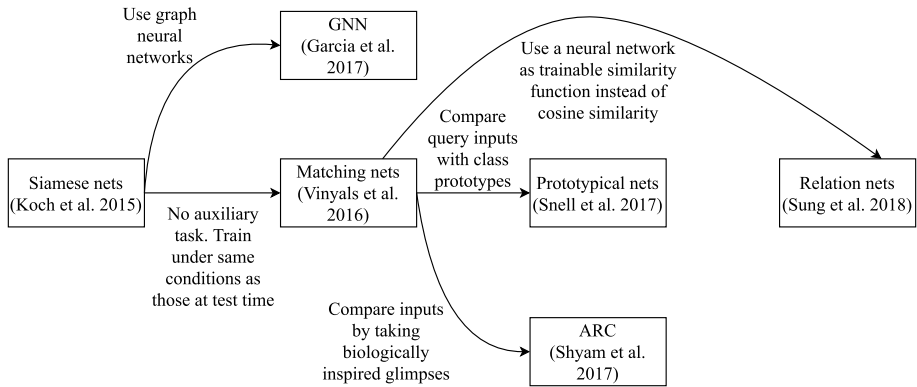 Use graph
neural
networks
GNN
(Garcia et al.
2017)
Use a neural network
as trainable similarity
function instead of
cosine similarity
Compare
query inputs
with class
prototypes
Siamese nets
(Koch et al. 2015)
Matching nets
(Vinyals et al.
2016)
Prototypical nets
(Snell et al. 2017)
Relation nets
(Sung et al. 2018)
No auxiliary
task. Train
under same
conditions as
those at test time
Compare inputs
by taking
biologically
inspired glimpses
ARC
(Shyam et al.
2017)